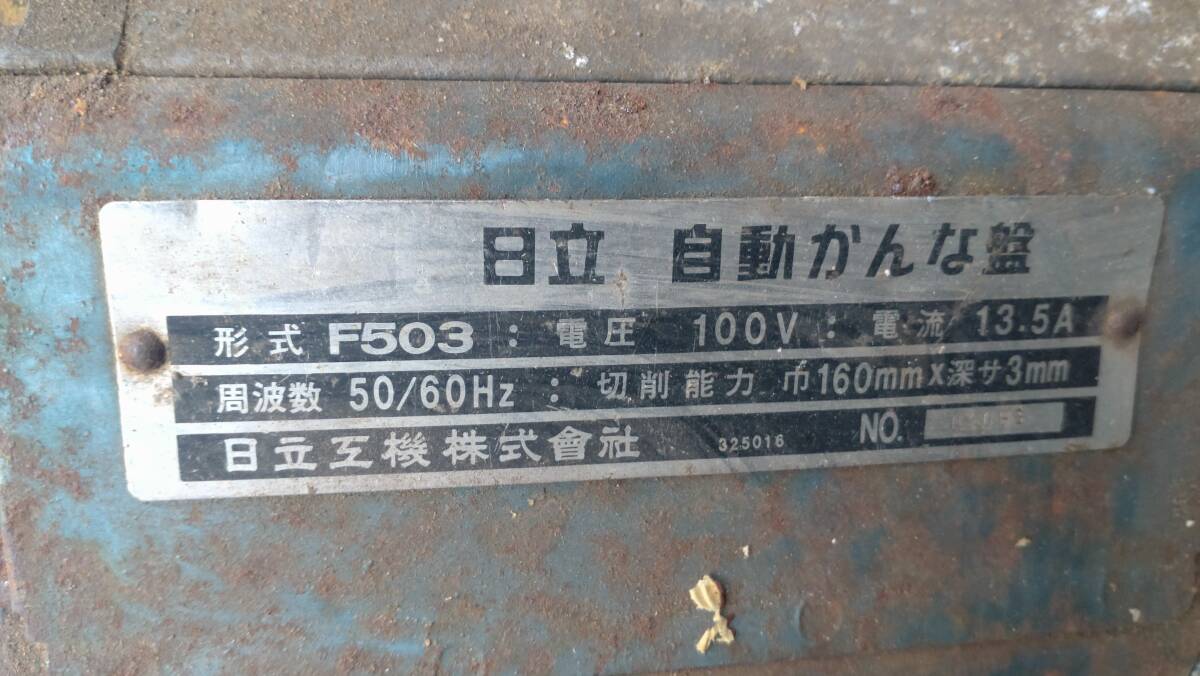 日立 自動かんな盤
形式 F503 : 電圧 100V : 電流 13.5A
周波数 50/60Hz : 切削能力 巾160mm×深サ3mm
日立工機株式會社 325016 NO.